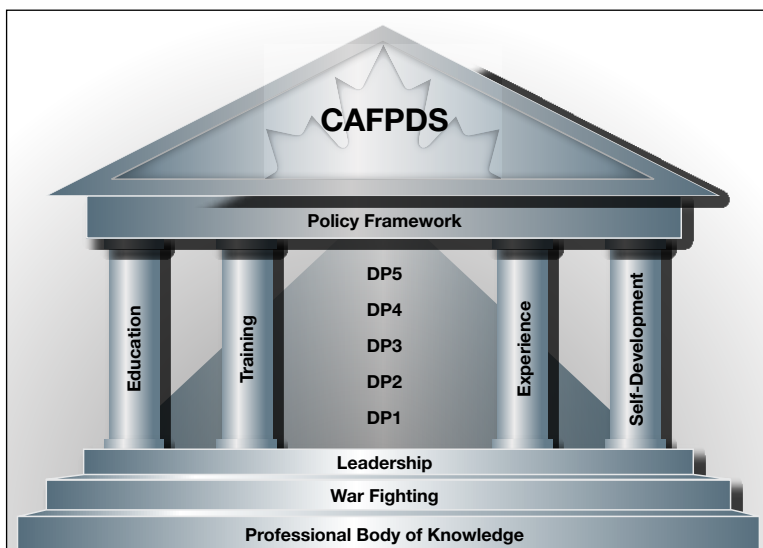 CAFPDS
Policy Framework
Education
Training
DP5
DP4
DP3
DP2
DP1
Experience
Self-Development
Leadership
War Fighting
Professional Body of Knowledge